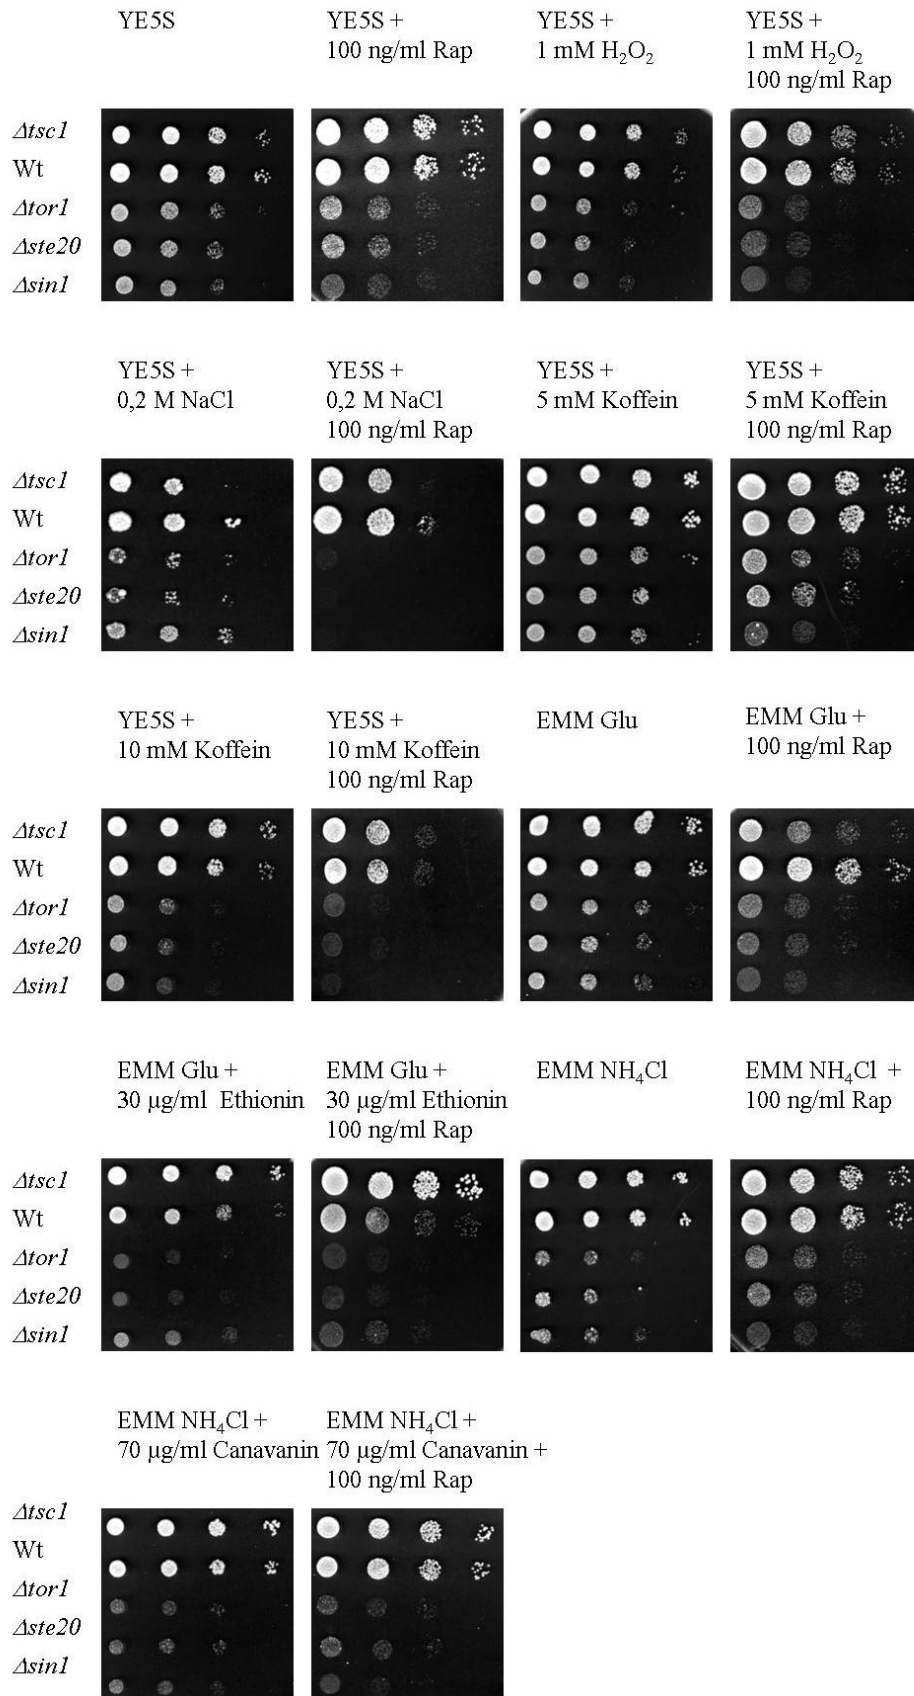 YE5S
YE5S +
100 ng/ml Rap
YE5S +
1 mM H₂O₂
YE5S +
1 mM H₂O₂
100 ng/ml Rap
Δtsc1
Wt
Δtor1
Δste20
Δsin1
YE5S +
0,2 M NaCl
YE5S +
0,2 M NaCl
100 ng/ml Rap
YE5S +
5 mM Koffein
YE5S +
5 mM Koffein
100 ng/ml Rap
Δtsc1
Wt
Δtor1
Δste20
Δsin1
YE5S +
10 mM Koffein
YE5S +
10 mM Koffein
100 ng/ml Rap
EMM Glu
EMM Glu +
100 ng/ml Rap
Δtsc1
Wt
Δtor1
Δste20
Δsin1
EMM Glu +
30 µg/ml Ethionin
EMM Glu +
30 µg/ml Ethionin
100 ng/ml Rap
EMM NH₄Cl
EMM NH₄Cl +
100 ng/ml Rap
Δtsc1
Wt
Δtor1
Δste20
Δsin1
EMM NH₄Cl +
70 µg/ml Canavanin
EMM NH₄Cl +
70 µg/ml Canavanin +
100 ng/ml Rap
Δtsc1
Wt
Δtor1
Δste20
Δsin1